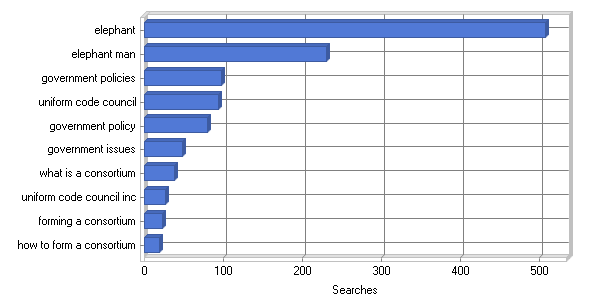 elephant
elephant man
government policies
uniform code council
government policy
government issues
what is a consortium
uniform code council inc
forming a consortium
how to form a consortium
0 100 200 300 400 500
Searches